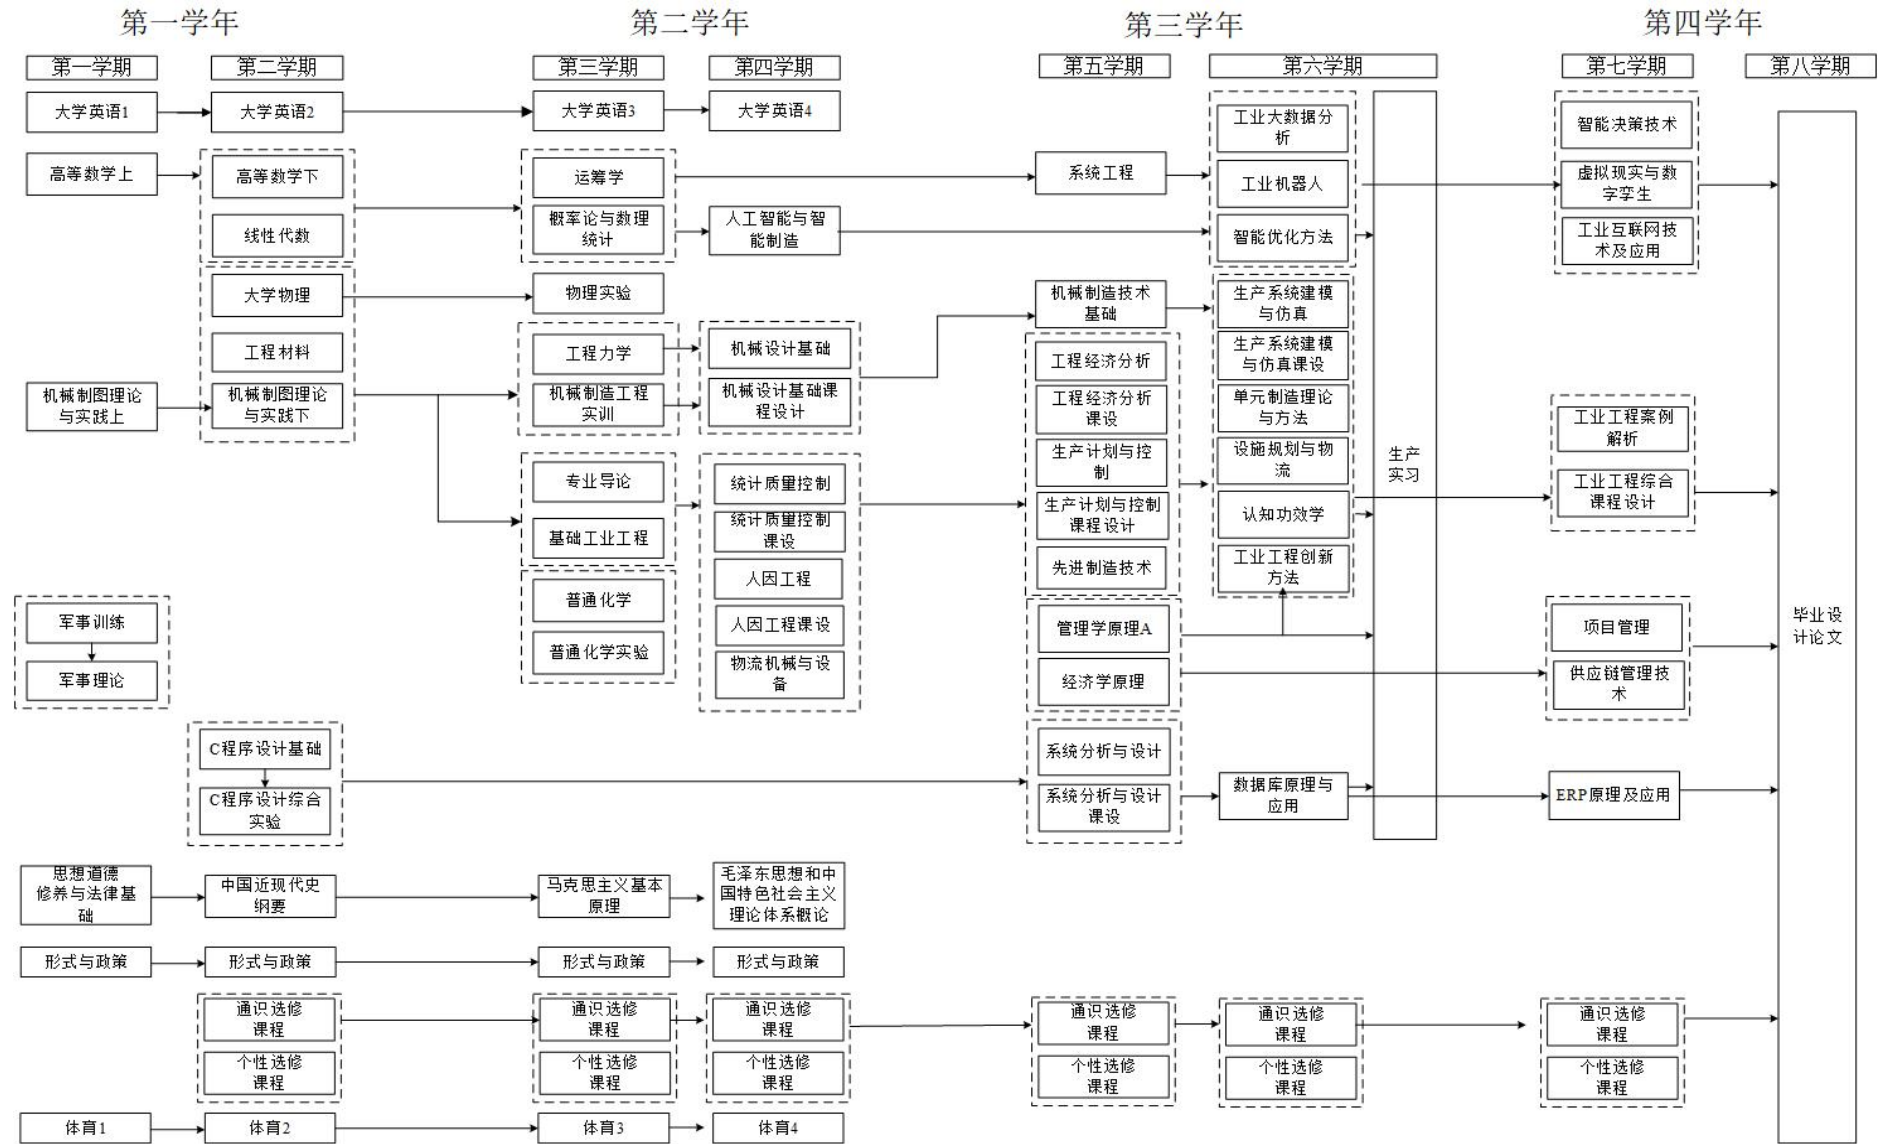 第一学年
第二学年
第三学年
第四学年
第一学期
第二学期
第三学期
第四学期
第五学期
第六学期
第七学期
第八学期
大学英语1
大学英语2
大学英语3
大学英语4
高等数学上
高等数学下
线性代数
运筹学
概率论与数理
统计
人工智能与智
能制造
系统工程
工业大数据分
析
工业机器人
智能优化方法
智能决策技术
虚拟现实与数
字孪生
工业互联网技
术及应用
大学物理
工程材料
机械制图理论
与实践上
机械制图理论
与实践下
物理实验
工程力学
机械制造工程
实训
机械设计基础
机械设计基础课
程设计
机械制造技术
基础
专业导论
基础工业工程
普通化学
普通化学实验
统计质量控制
统计质量控制
课设
人因工程
人因工程课设
物流机械与设
备
工程经济分析
工程经济分析
课设
生产计划与控
制
生产计划与控制
课程设计
先进制造技术
生产系统建模
与仿真
生产系统建模
与仿真课设
单元制造理论
与方法
设施规划与物
流
认知功效学
工业工程创新
方法
生产
实习
工业工程案例
解析
工业工程综合
课程设计
军事训练
军事理论
管理学原理A
经济学原理
项目管理
供应链管理技
术
毕业设
计论文
C程序设计基础
C程序设计综合
实验
系统分析与设计
系统分析与设计
课设
数据库原理与
应用
ERP原理及应用
思想道德
修养与法律基
础
中国近现代史
纲要
马克思主义基本
原理
毛泽东思想和中
国特色社会主义
理论体系概论
形式与政策
形式与政策
形式与政策
形式与政策
通识选修
课程
个性选修
课程
通识选修
课程
个性选修
课程
通识选修
课程
个性选修
课程
通识选修
课程
个性选修
课程
通识选修
课程
个性选修
课程
通识选修
课程
个性选修
课程
体育1
体育2
体育3
体育4